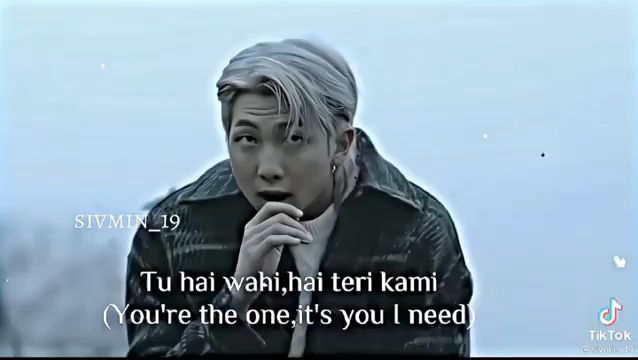 SIVMIN_19
Tu hai wahi,hai teri kami
(You're the one,it's you I need)
TikTok